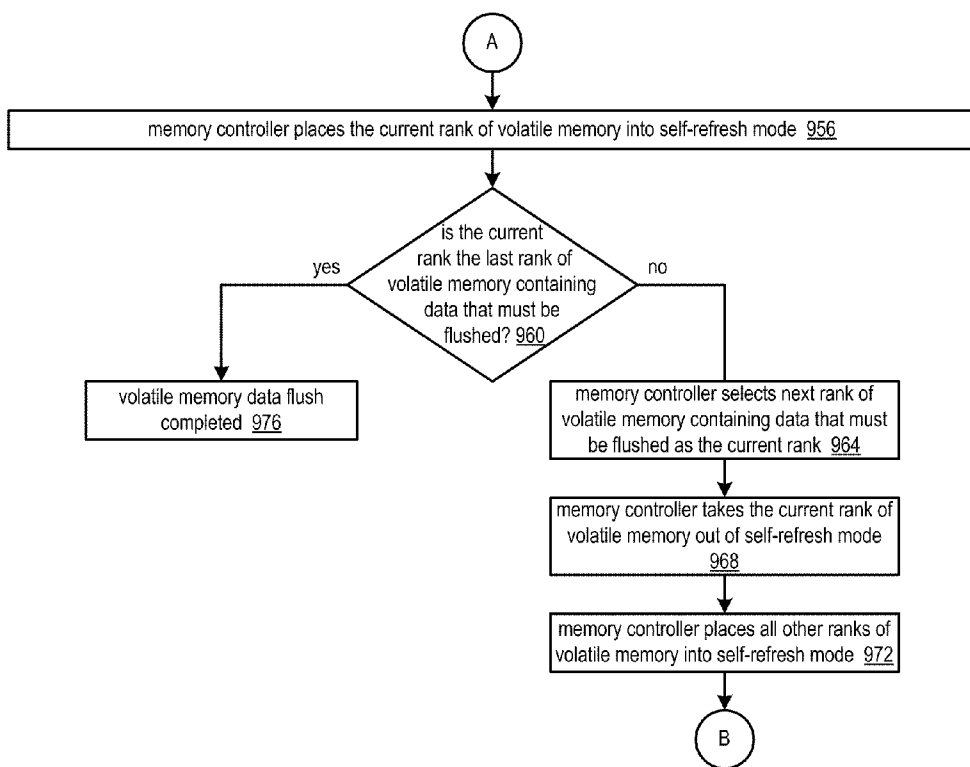 A
memory controller places the current rank of volatile memory into self-refresh mode 956
is the current
rank the last rank of
volatile memory containing
data that must be
flushed? 960
yes
no
volatile memory data flush
completed 976
memory controller selects next rank of
volatile memory containing data that must
be flushed as the current rank 964
memory controller takes the current rank of
volatile memory out of self-refresh mode
968
memory controller places all other ranks of
volatile memory into self-refresh mode 972
B